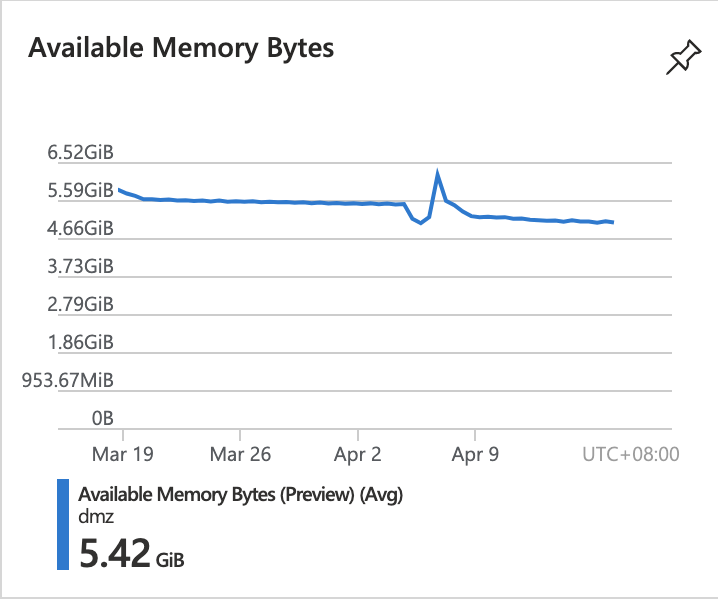 Available Memory Bytes
6.52GiB
5.59GiB
4.66GiB
3.73GiB
2.79GiB
1.86GiB
953.67MiB
0B
Mar 19 Mar 26 Apr 2 Apr 9 UTC+08:00
Available Memory Bytes (Preview) (Avg)
dmz
5.42 GiB